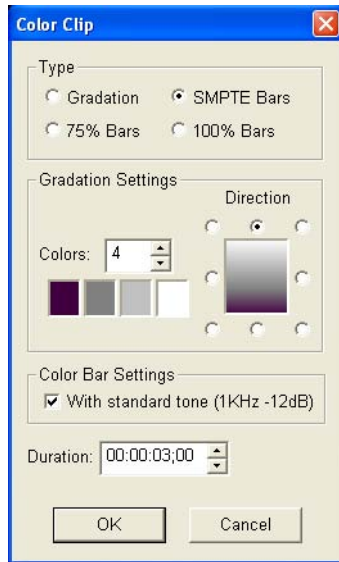 Color Clip
Type
Gradation SMPTE Bars
75% Bars 100% Bars
Gradation Settings
Direction
Colors: 4
Color Bar Settings
With standard tone (1KHz -12dB)
Duration: 00:00:03;00
OK Cancel